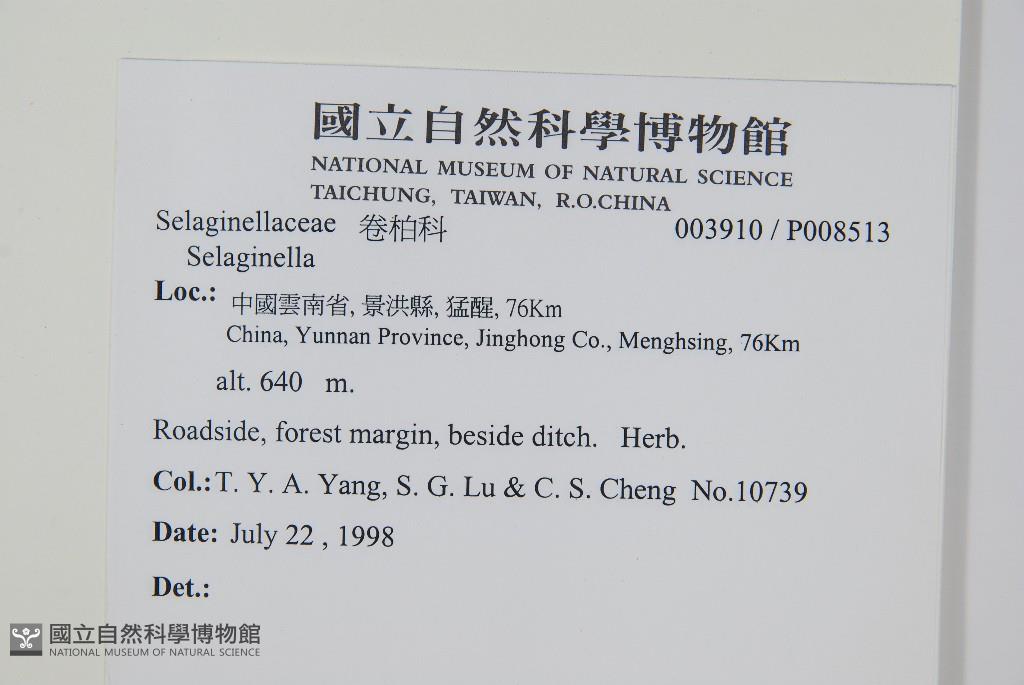 國立自然科學博物館
NATIONAL MUSEUM OF NATURAL SCIENCE
TAICHUNG, TAIWAN, R.O.CHINA
Selaginellaceae 卷柏科 003910 / P008513
Selaginella
Loc.: 中國雲南省, 景洪縣, 猛醒, 76Km
China, Yunnan Province, Jinghong Co., Menghsing, 76Km
alt. 640 m.
Roadside, forest margin, beside ditch. Herb.
Col.: T. Y. A. Yang, S. G. Lu & C. S. Cheng No.10739
Date: July 22 , 1998
Det.:
國立自然科學博物館
NATIONAL MUSEUM OF NATURAL SCIENCE